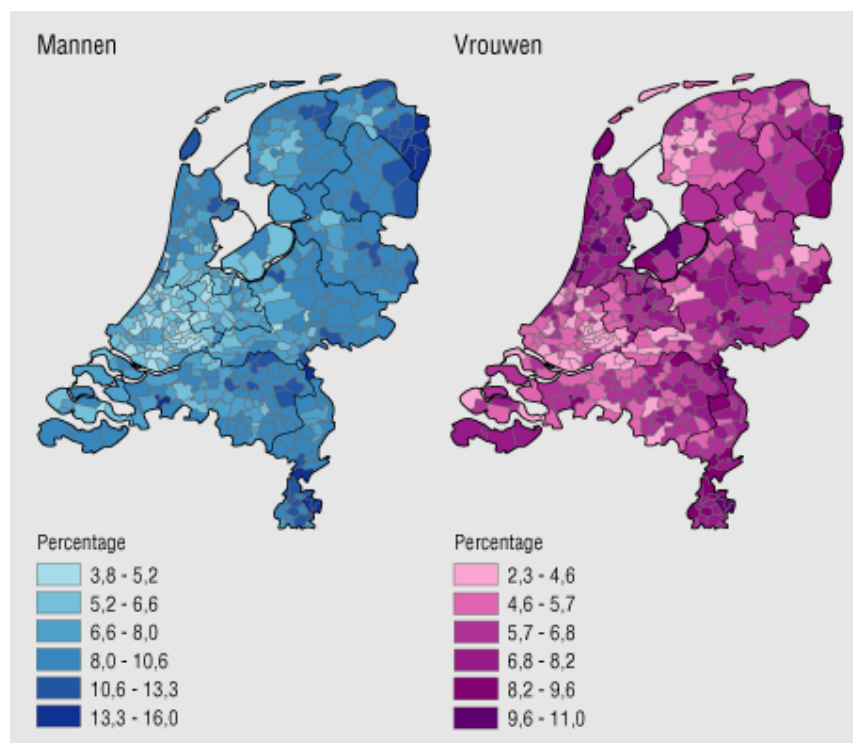 Mannen
Vrouwen
Percentage
3,8 - 5,2
5,2 - 6,6
6,6 - 8,0
8,0 - 10,6
10,6 - 13,3
13,3 - 16,0
Percentage
2,3 - 4,6
4,6 - 5,7
5,7 - 6,8
6,8 - 8,2
8,2 - 9,6
9,6 - 11,0